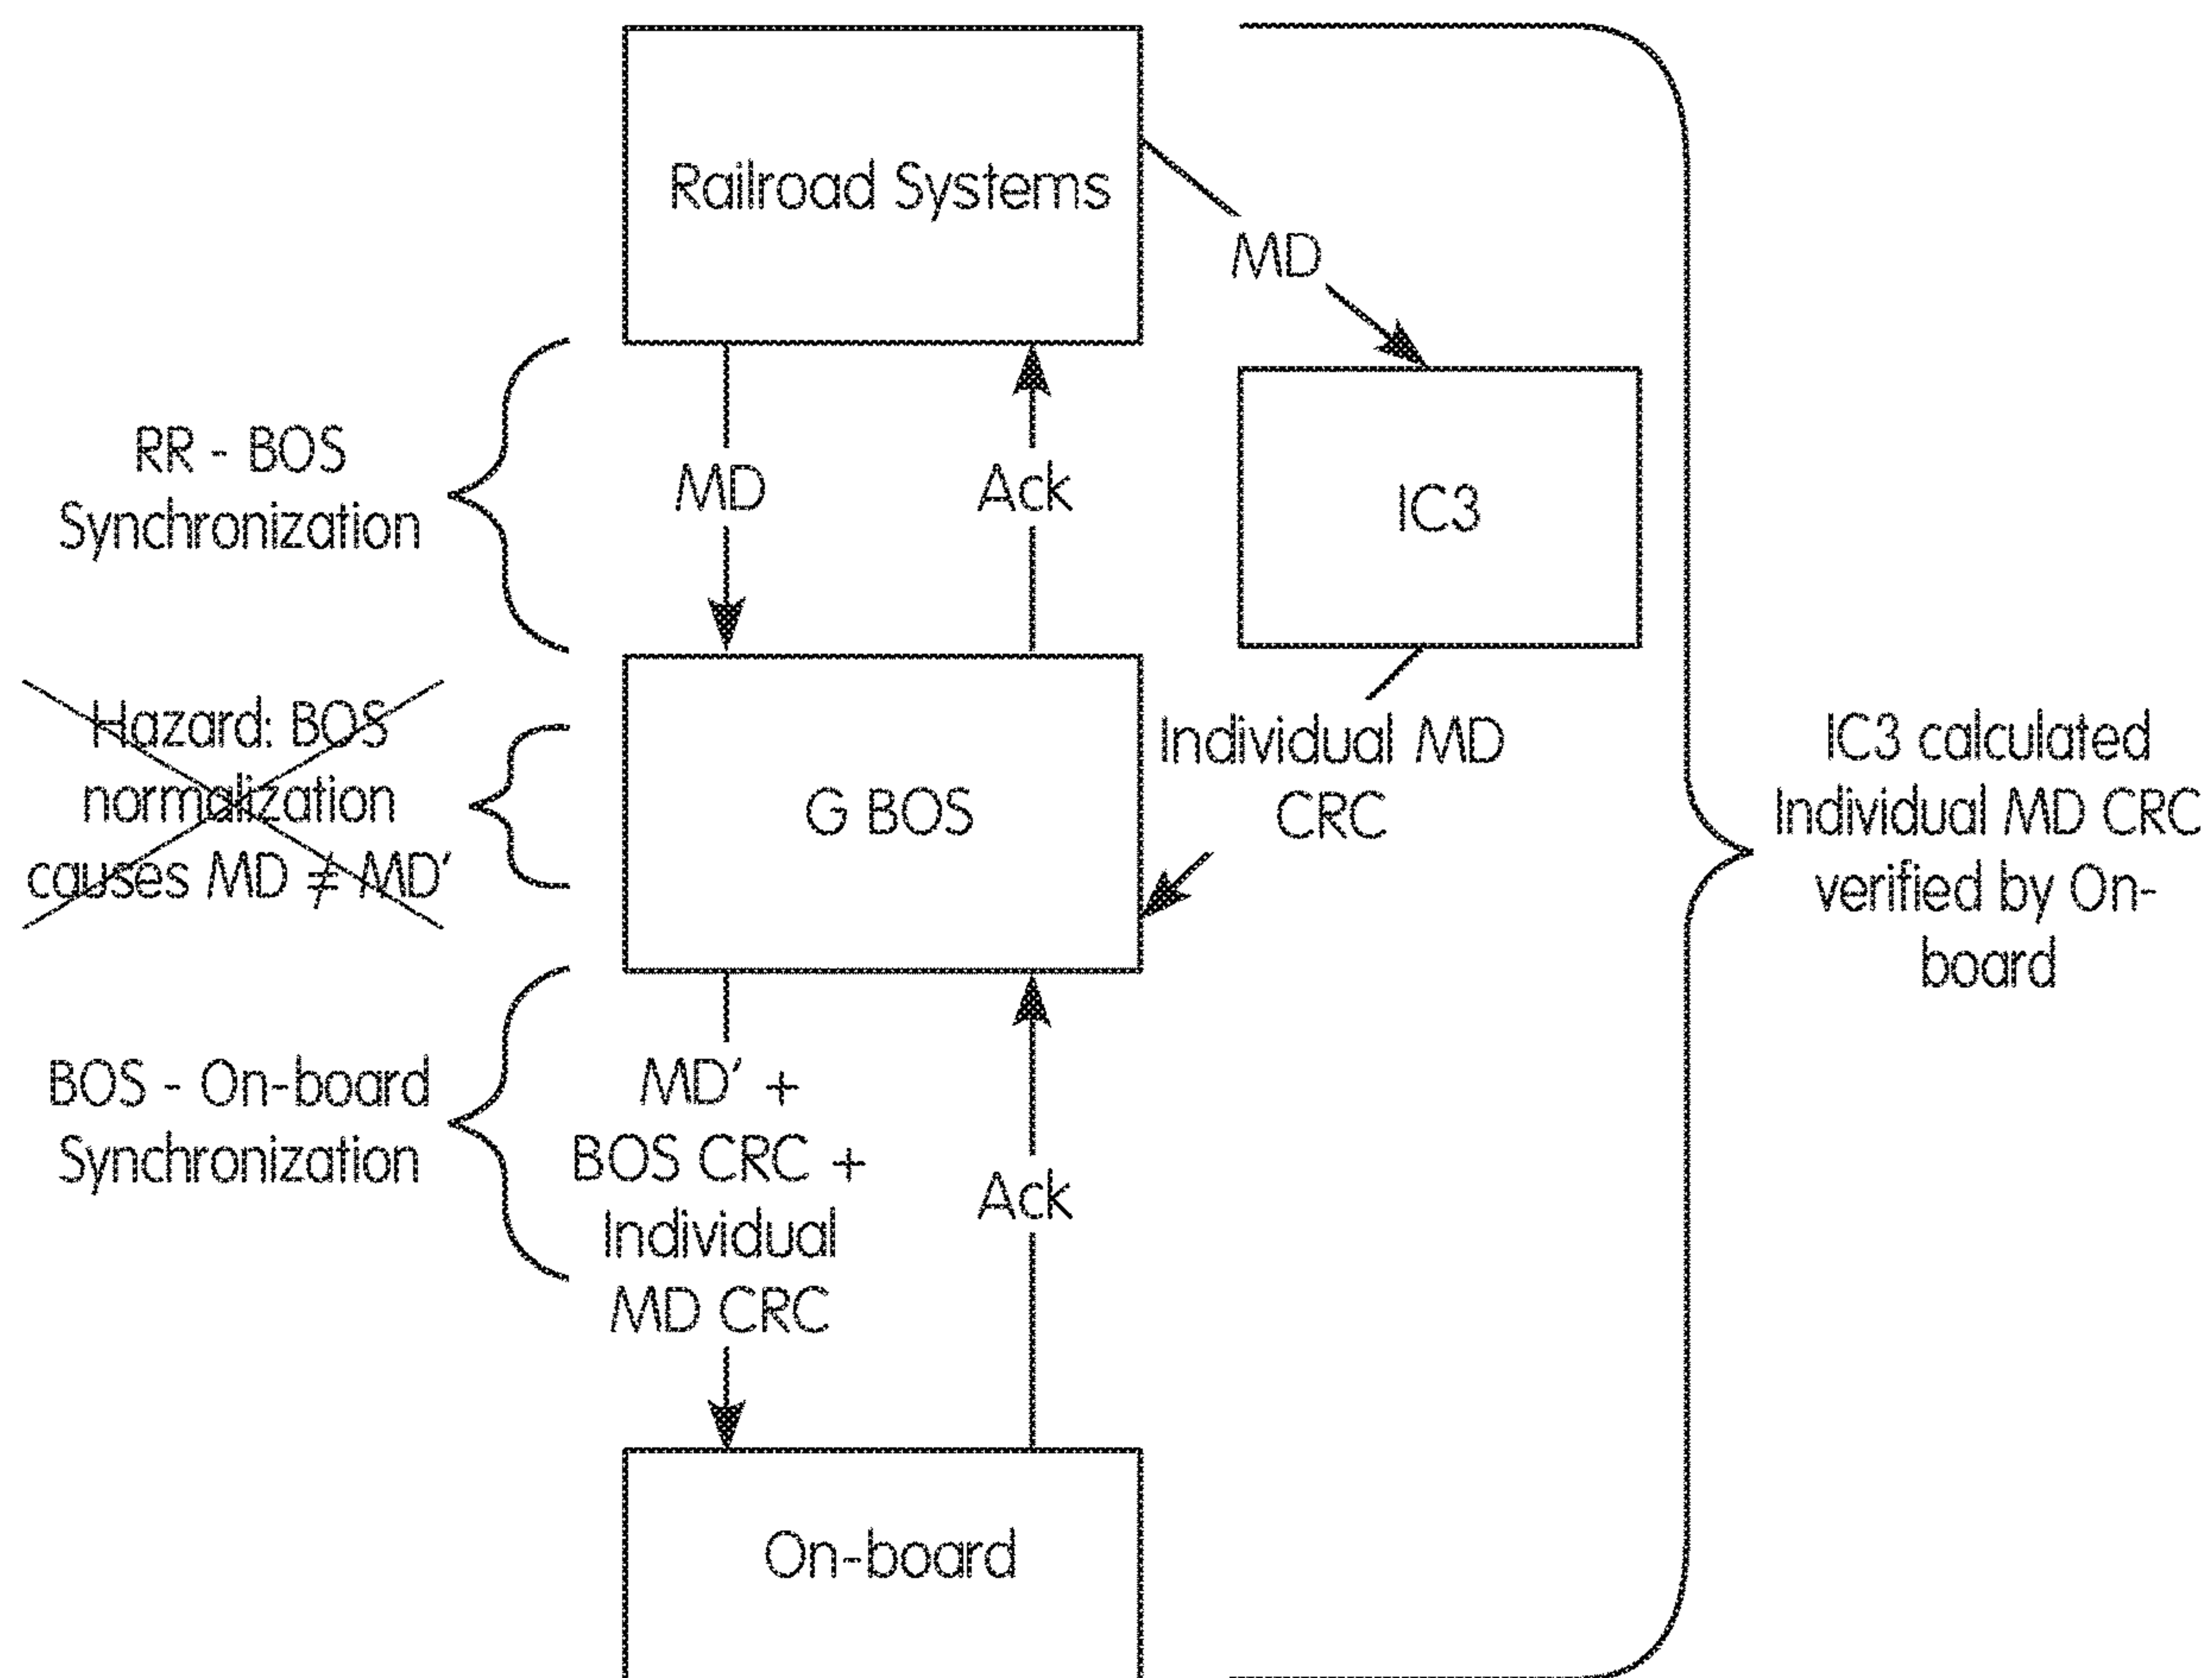 Railroad Systems
MD
RR - BOS
Synchronization
MD
Ack
IC3
Hazard: BOS
normalization
causes MD ≠ MD'
G BOS
Individual MD
CRC
IC3 calculated
Individual MD CRC
verified by On-
board
BOS - On-board
Synchronization
MD' +
BOS CRC +
Individual
MD CRC
Ack
On-board